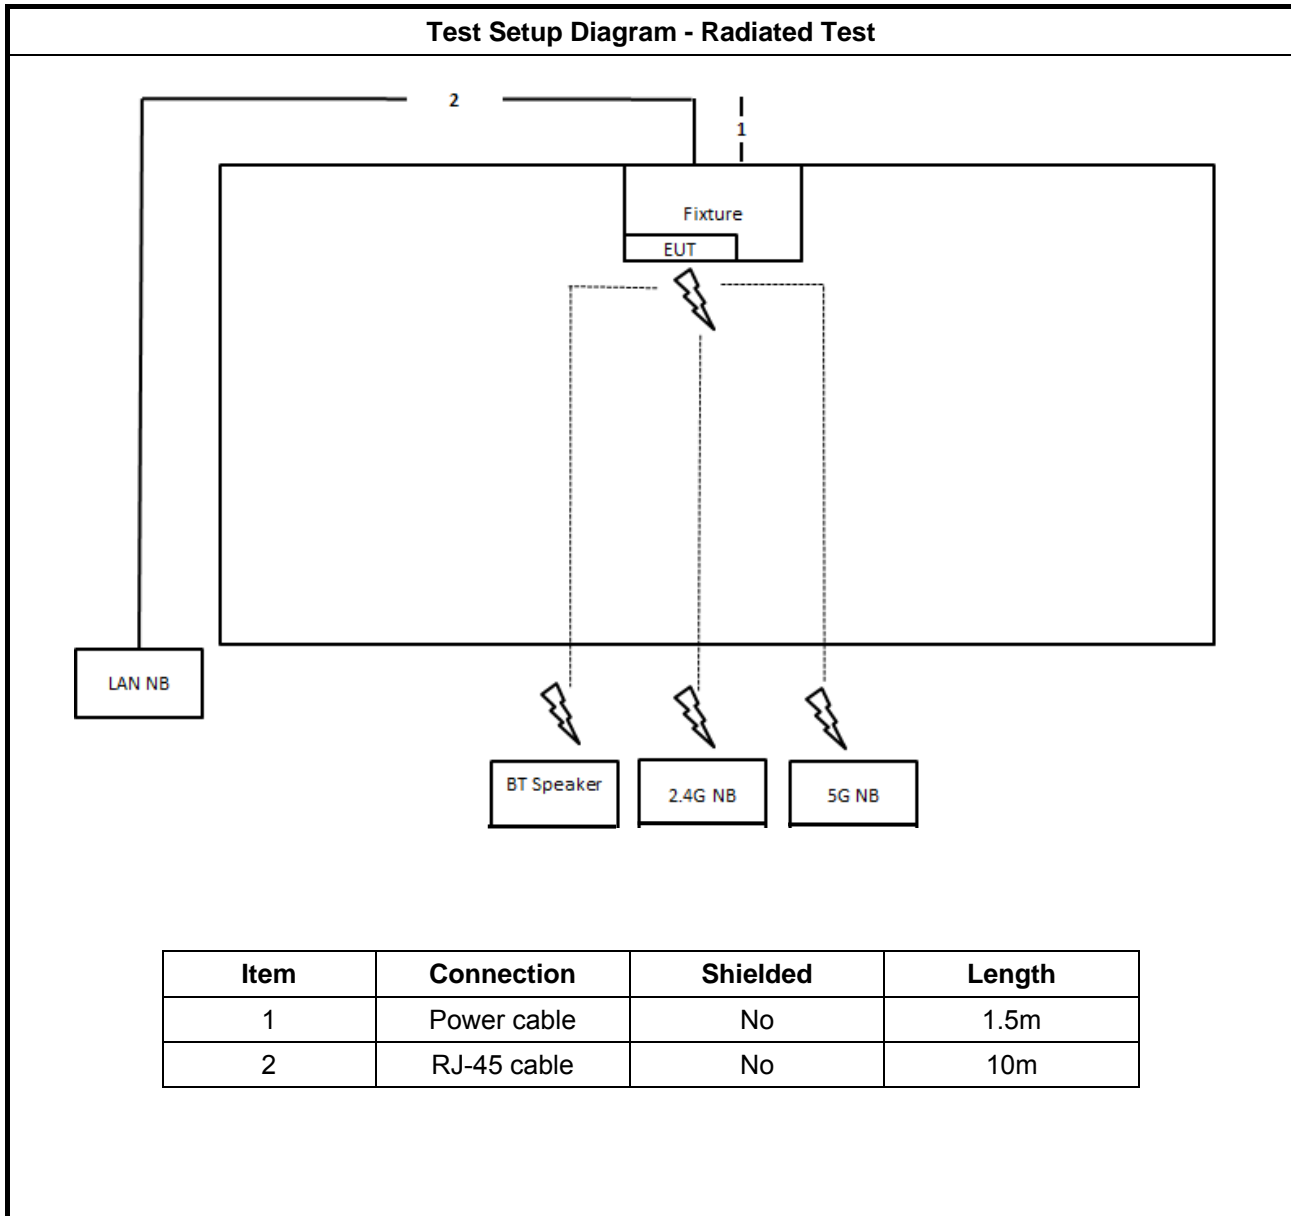 Test Setup Diagram - Radiated Test
2
1
Fixture
EUT
LAN NB
BT Speaker
2.4G NB
5G NB
Item Connection Shielded Length
1 Power cable No 1.5m
2 RJ-45 cable No 10m